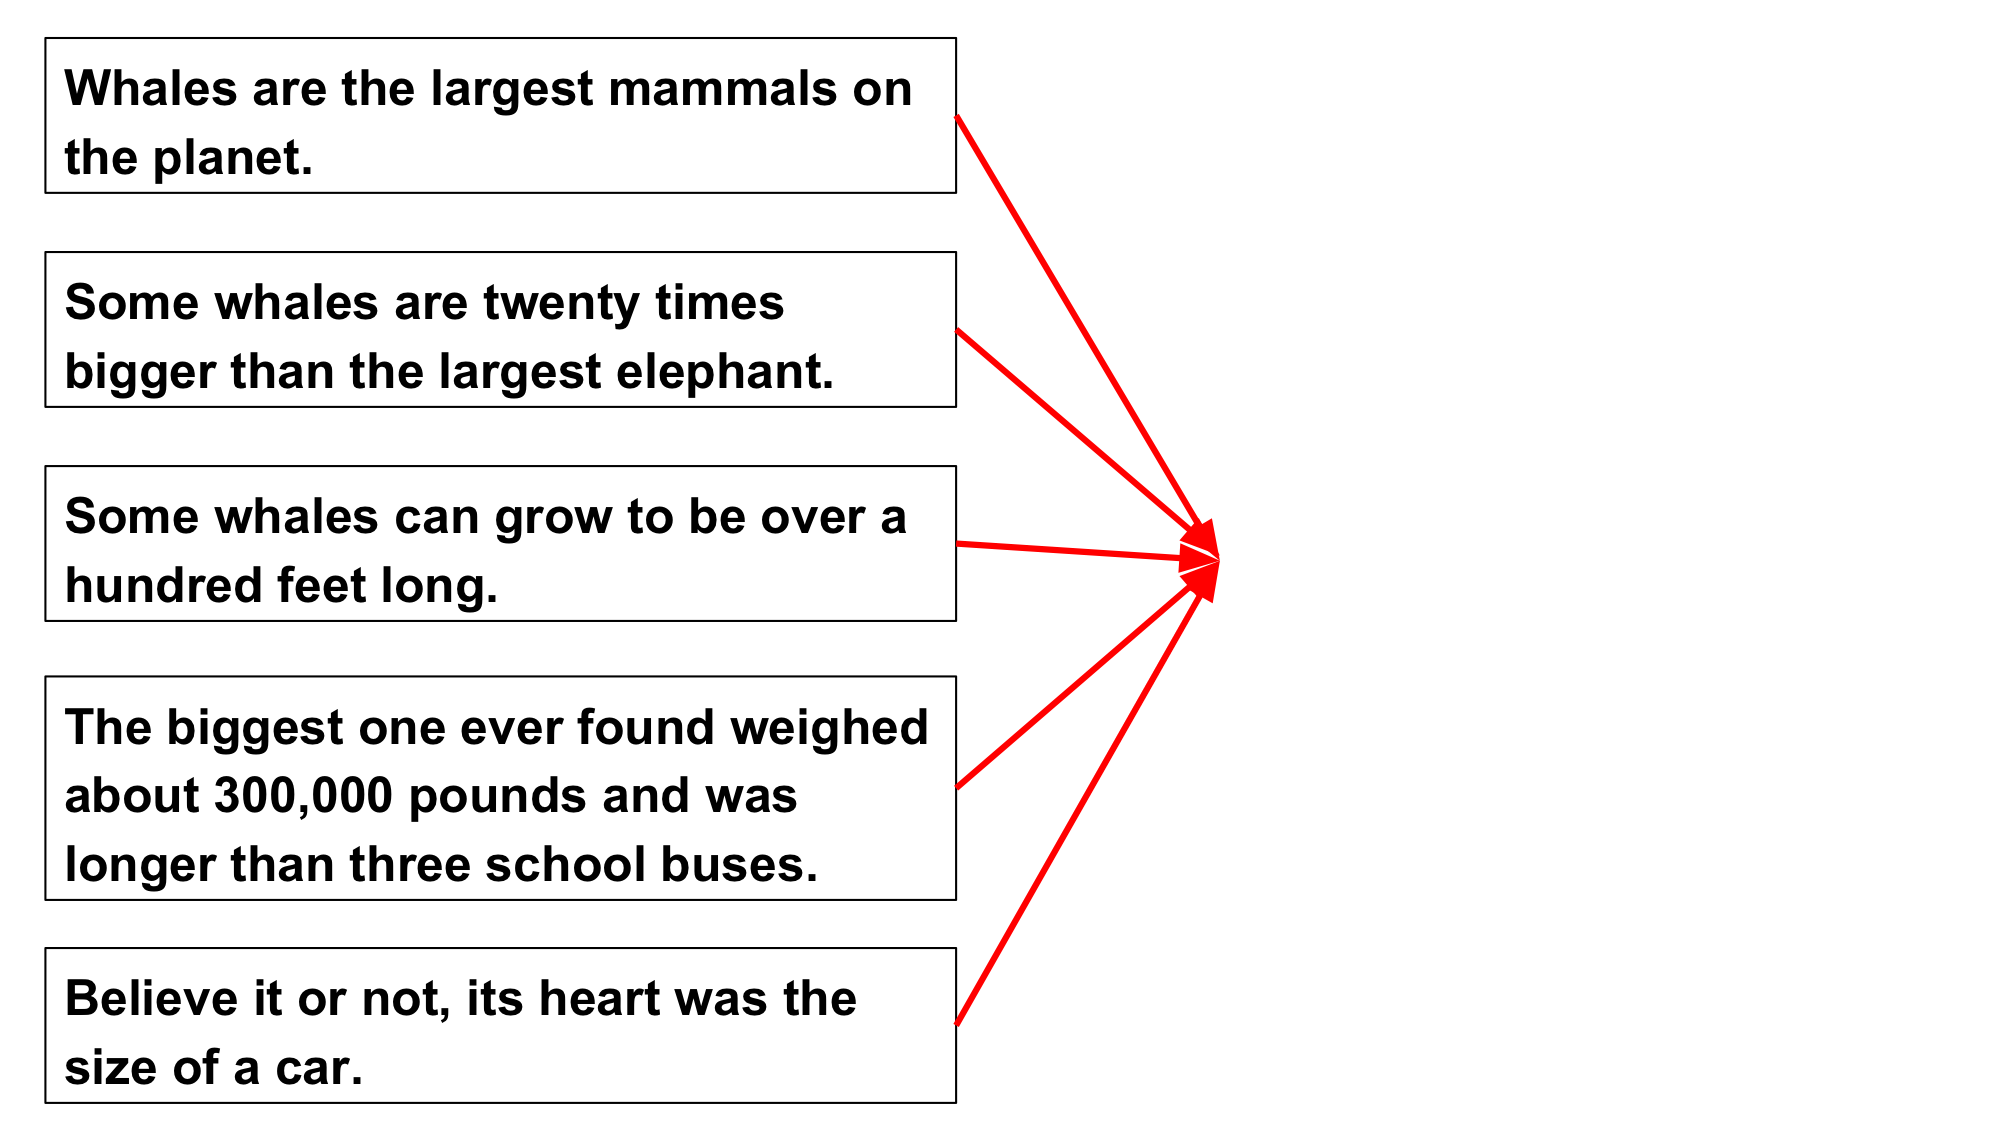 Whales are the largest mammals on
the planet.
Some whales are twenty times
bigger than the largest elephant.
Some whales can grow to be over a
hundred feet long.
The biggest one ever found weighed
about 300,000 pounds and was
longer than three school buses.
Believe it or not, its heart was the
size of a car.